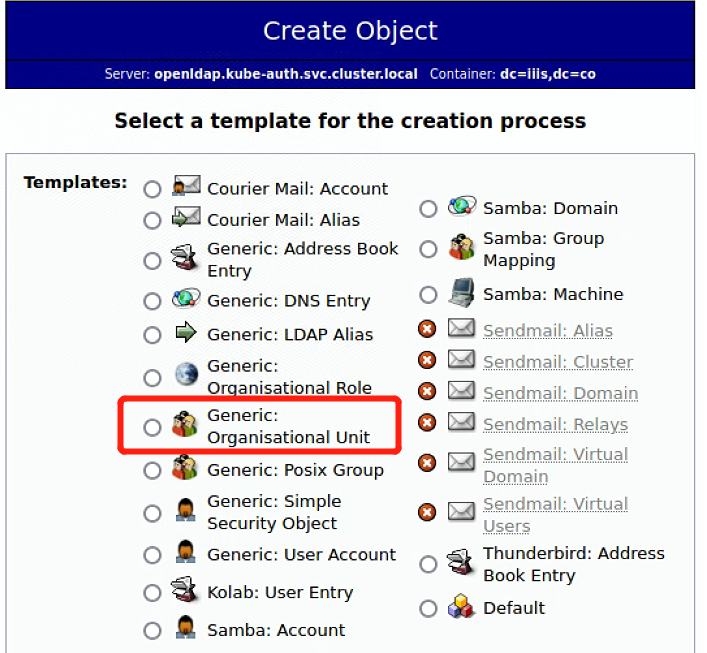 Create Object
Server: openldap.kube-auth.svc.cluster.local Container: dc=iiis,dc=co
Select a template for the creation process
Templates:
Courier Mail: Account
Courier Mail: Alias
Generic: Address Book
Entry
Generic: DNS Entry
Generic: LDAP Alias
Generic:
Organisational Role
Generic:
Organisational Unit
Generic: Posix Group
Generic: Simple
Security Object
Generic: User Account
Kolab: User Entry
Samba: Account
Samba: Domain
Samba: Group
Mapping
Samba: Machine
Sendmail: Alias
Sendmail: Cluster
Sendmail: Domain
Sendmail: Relays
Sendmail: Virtual
Domain
Sendmail: Virtual
Users
Thunderbird: Address
Book Entry
Default